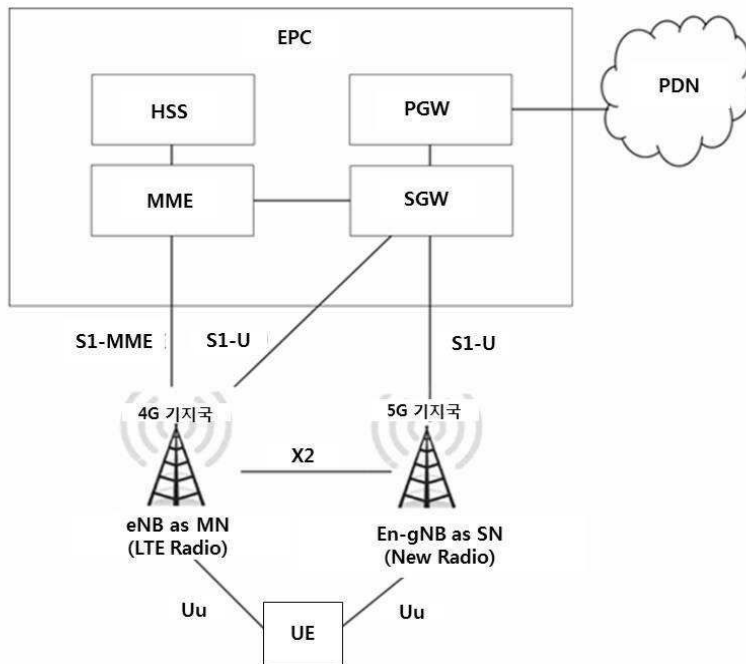 EPC
PDN
HSS
PGW
MME
SGW
S1-MME
S1-U
S1-U
4G 기지국
5G 기지국
X2
eNB as MN
(LTE Radio)
En-gNB as SN
(New Radio)
Uu
Uu
UE